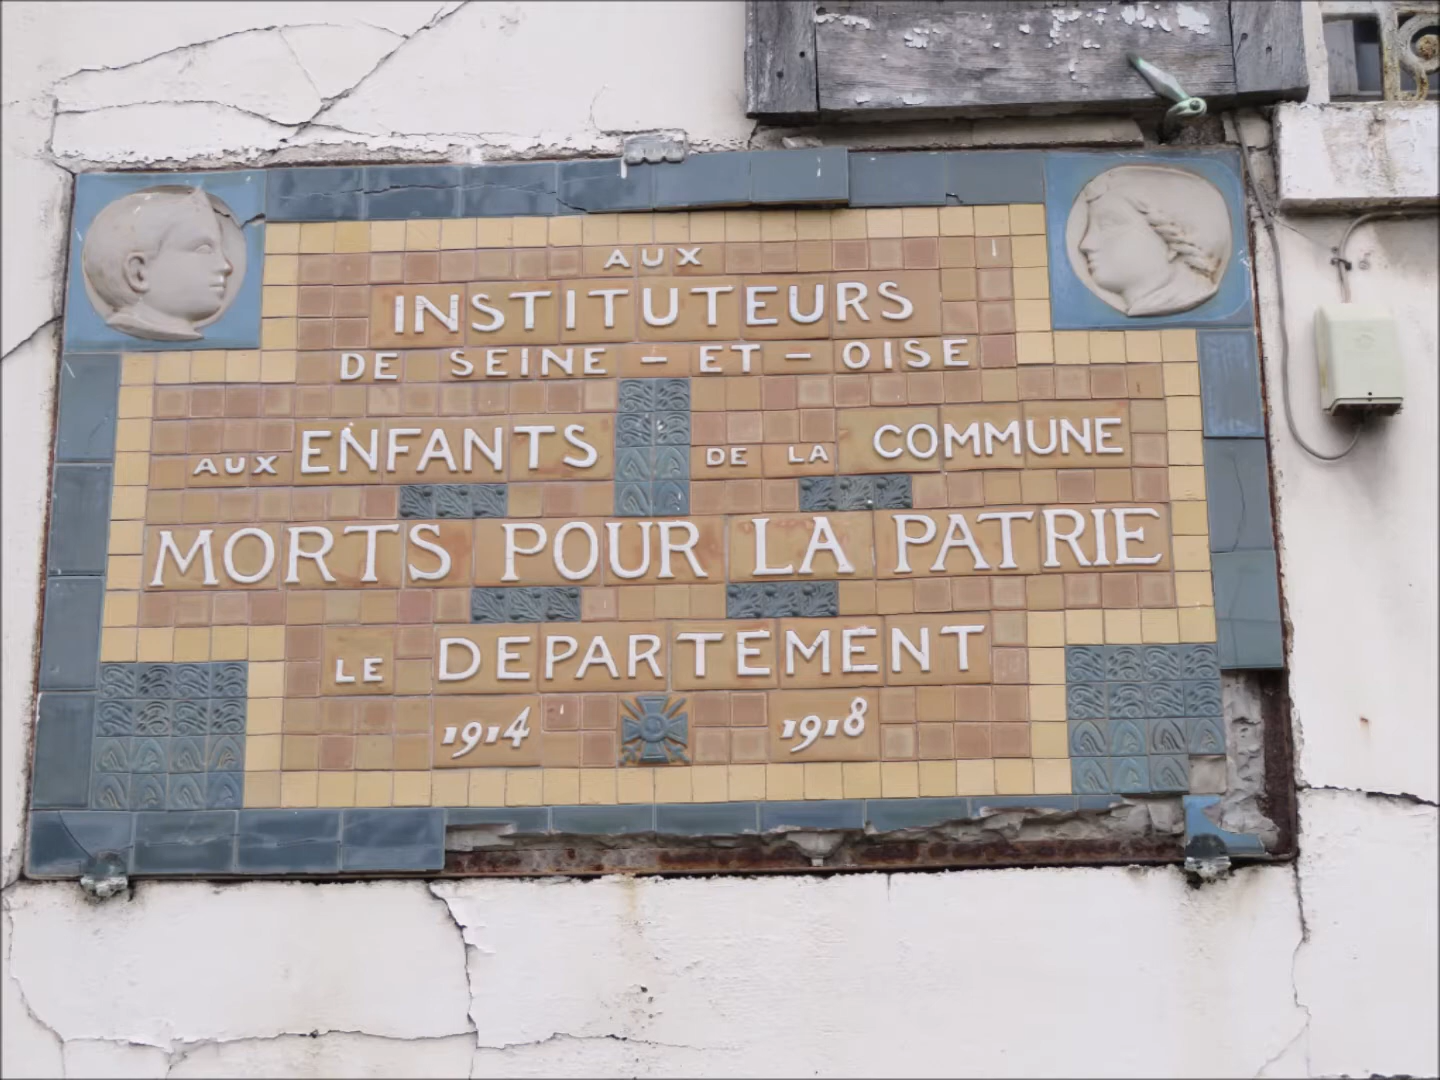 AUX
INSTITUTEURS
DE SEINE - ET - OISE
AUX ENFANTS DE LA COMMUNE
MORTS POUR LA PATRIE
LE DEPARTEMENT
1914 1918